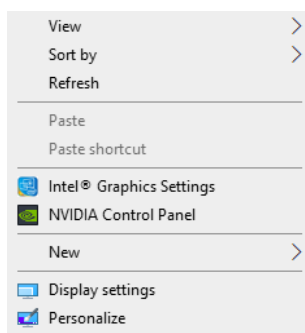 View
Sort by
Refresh
Paste
Paste shortcut
Intel® Graphics Settings
NVIDIA Control Panel
New
Display settings
Personalize